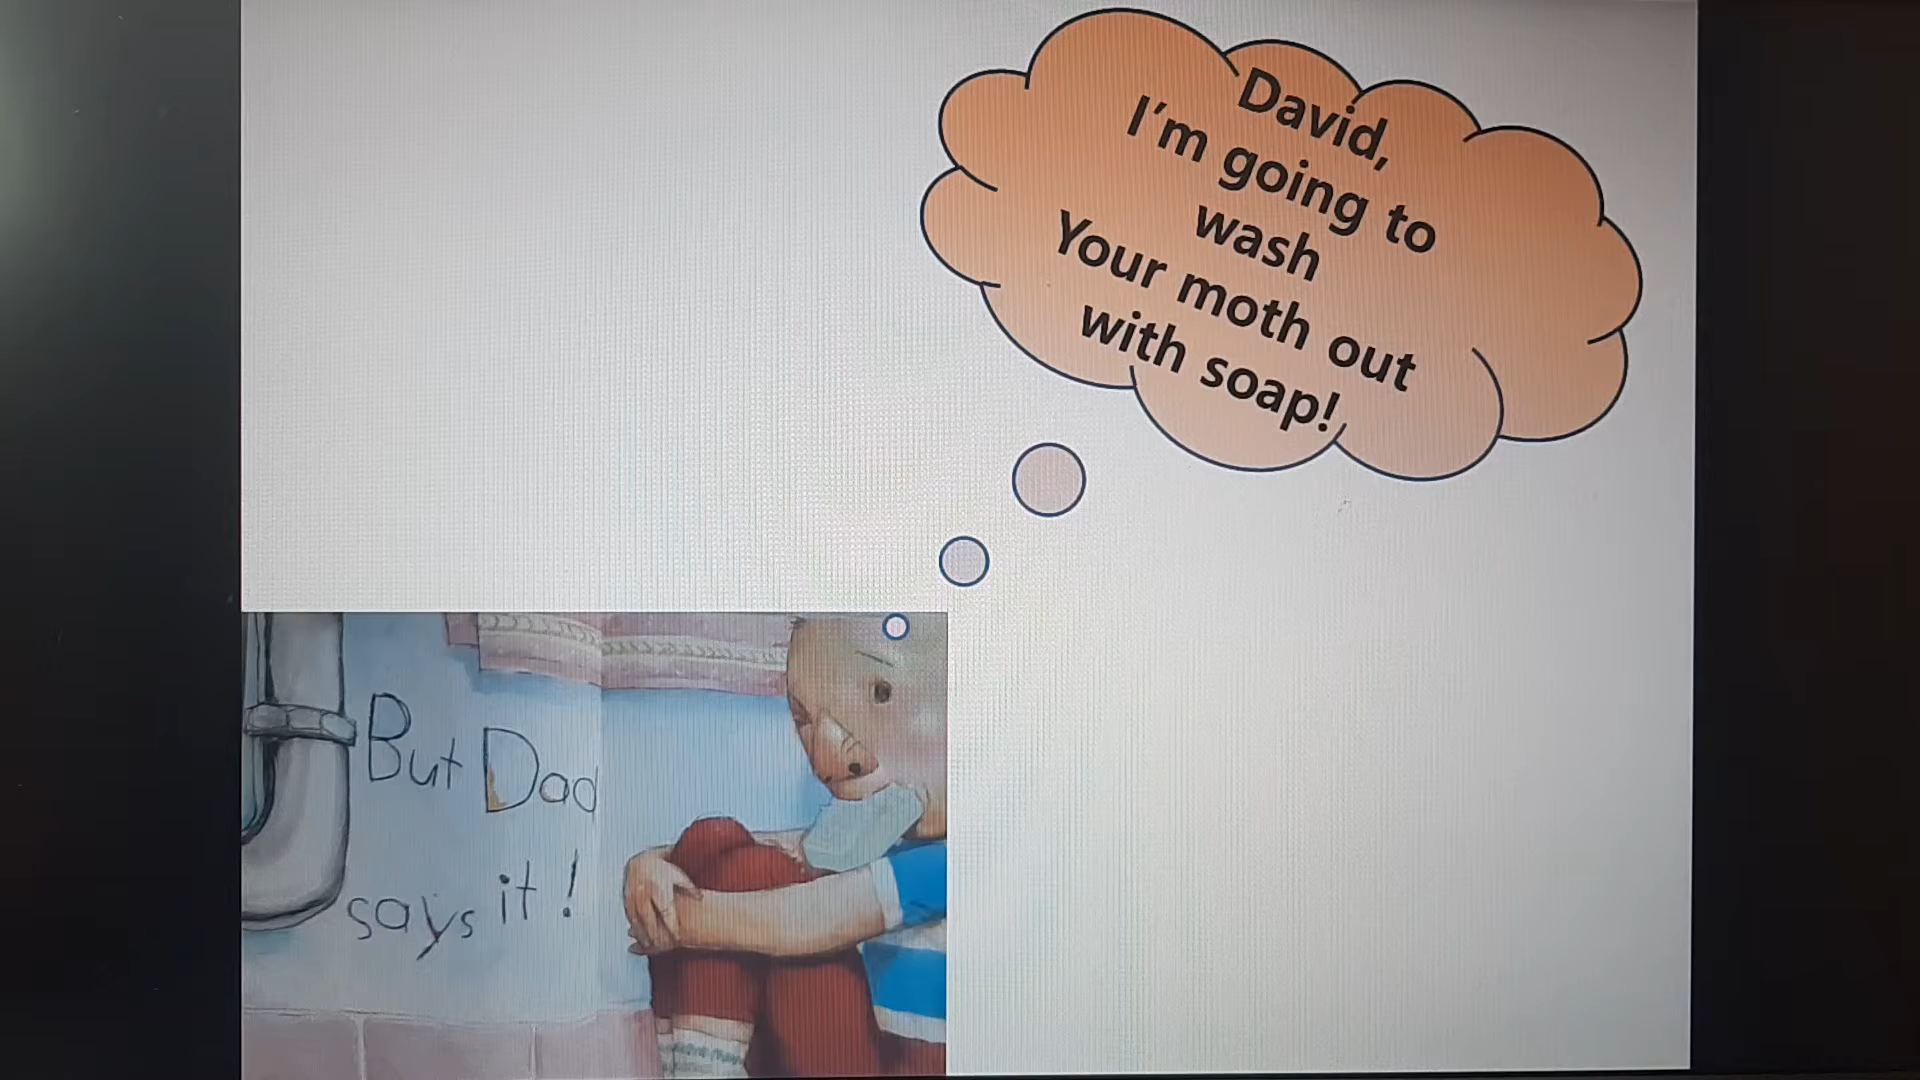 David,
I'm going to
wash
Your moth out
with soap!
But Dad
says it!